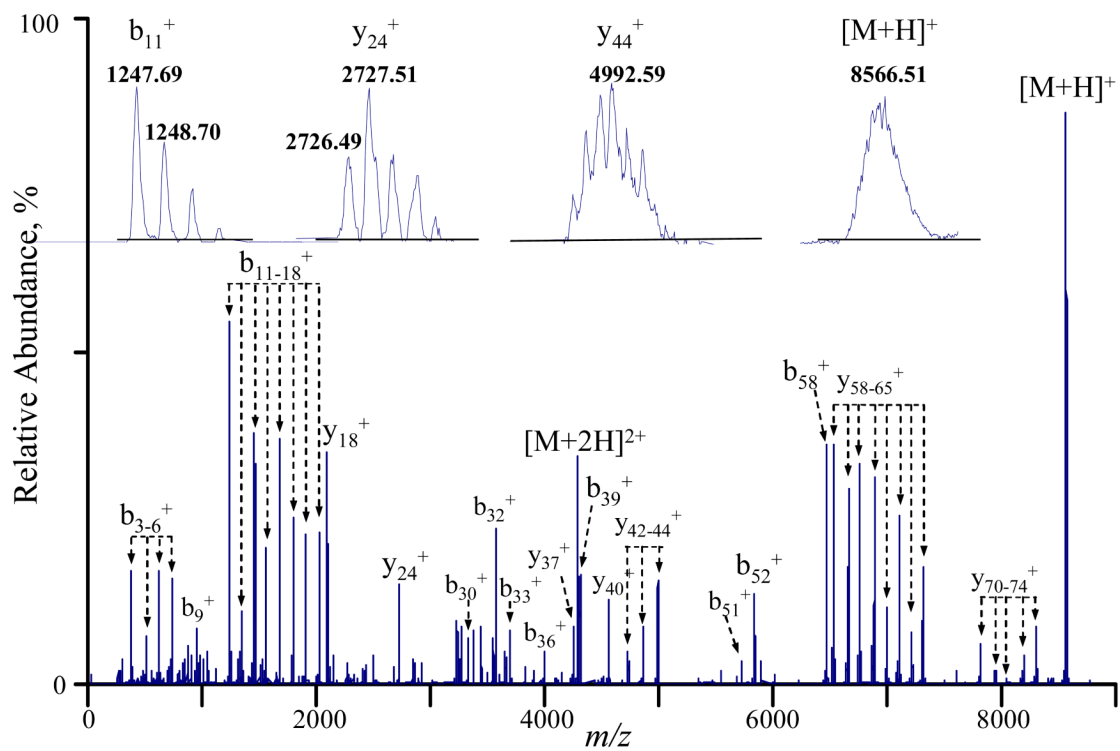 100
b11+ y24+ y44+ [M+H]+
1247.69 2727.51 4992.59 8566.51 [M+H]+
1248.70 2726.49
Relative Abundance, %
b11-18+
b58+ y58-65+
y18+ [M+2H]2+
b39+
b3-6+ b32+ y42-44+
y37+ b52+
y24+ b30+ b33+ y40+ y70-74+
b9+ b51+
b36+
0
0 2000 4000 6000 8000
m/z